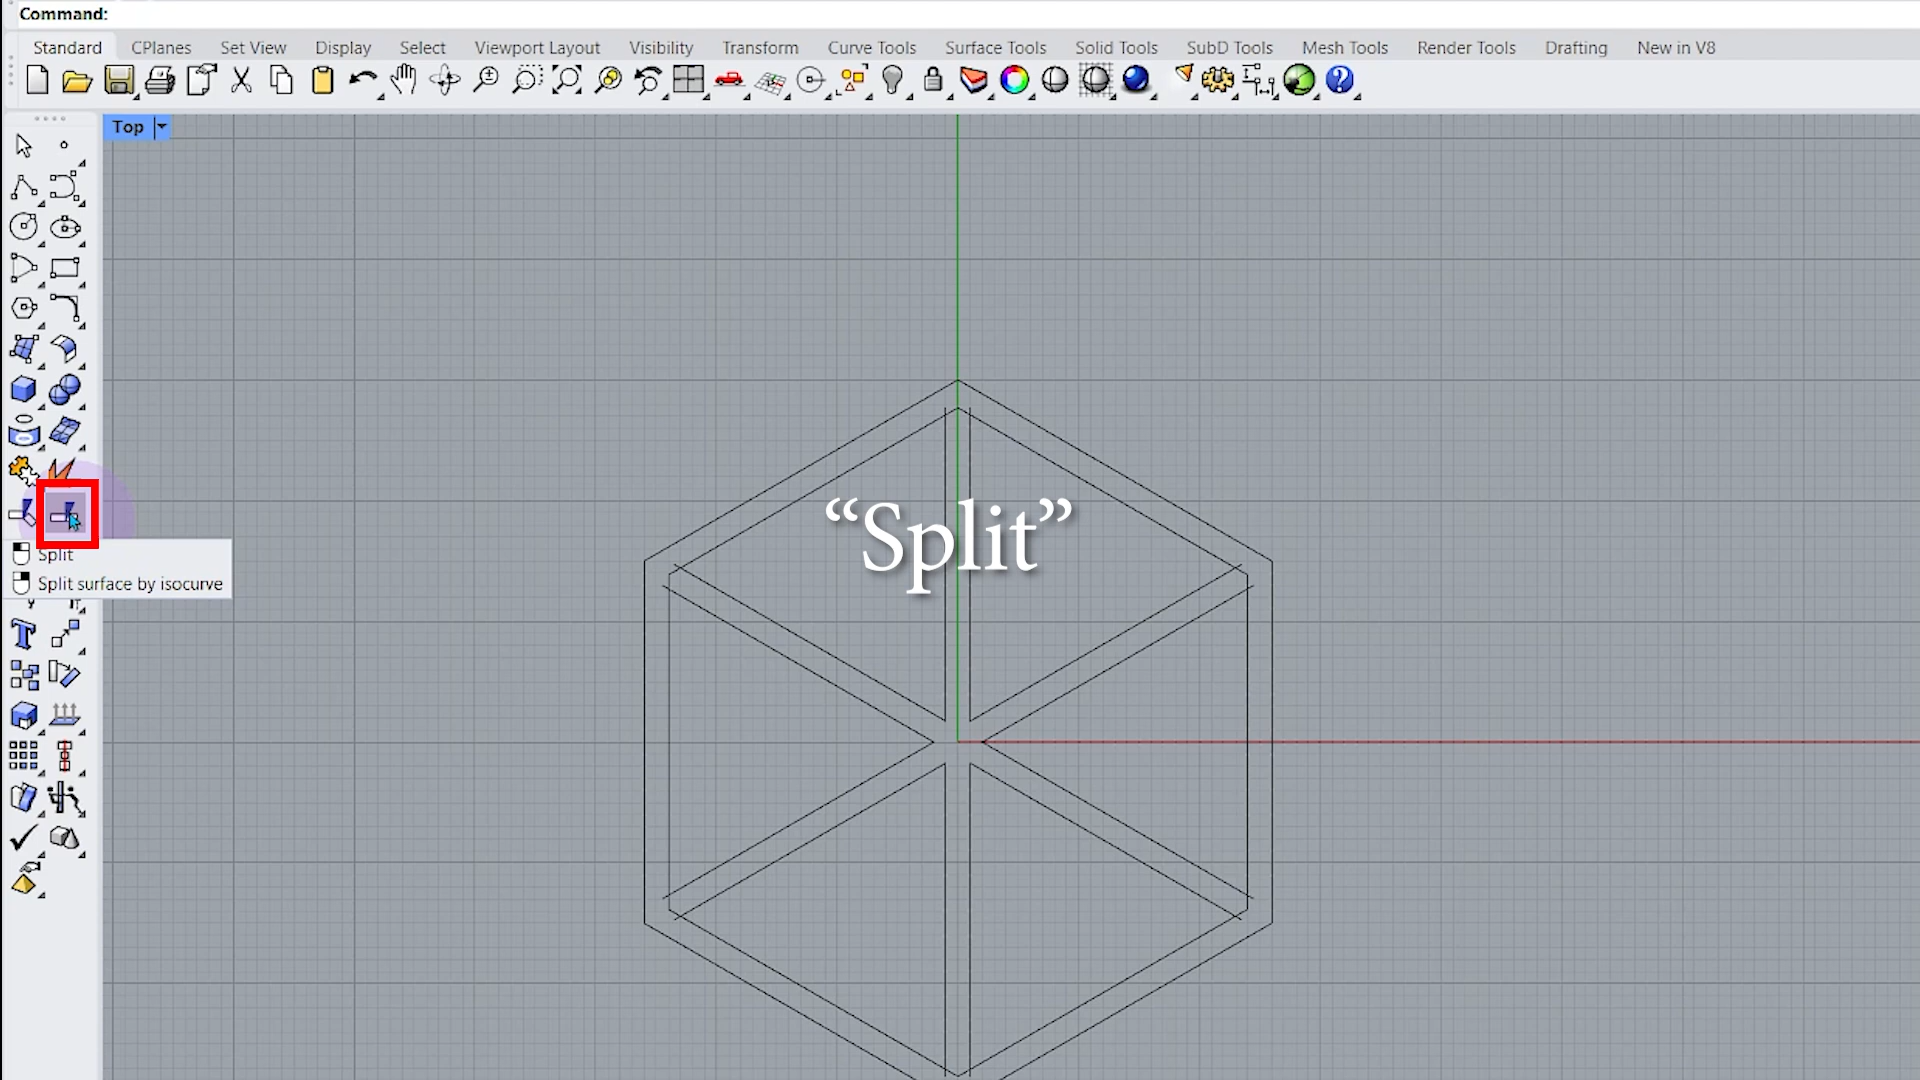 Command:
Standard CPlanes Set View Display Select Viewport Layout Visibility Transform Curve Tools Surface Tools Solid Tools SubD Tools Mesh Tools Render Tools Drafting New in V8
Top
“Split”
Split
Split surface by isocurve